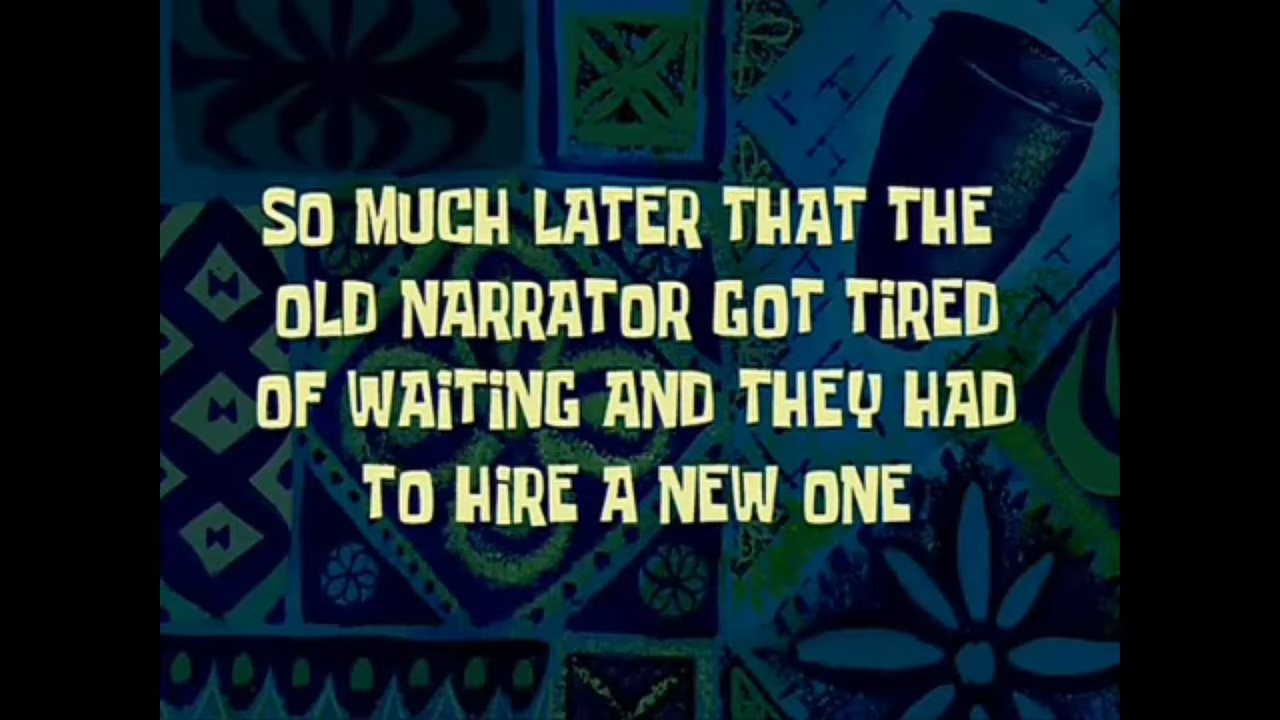 SO MUCH LATER THAT THE
OLD NARRATOR GOT TiRED
OF WAiTiNG AND THEY HAD
TO HiRE A NEW ONE